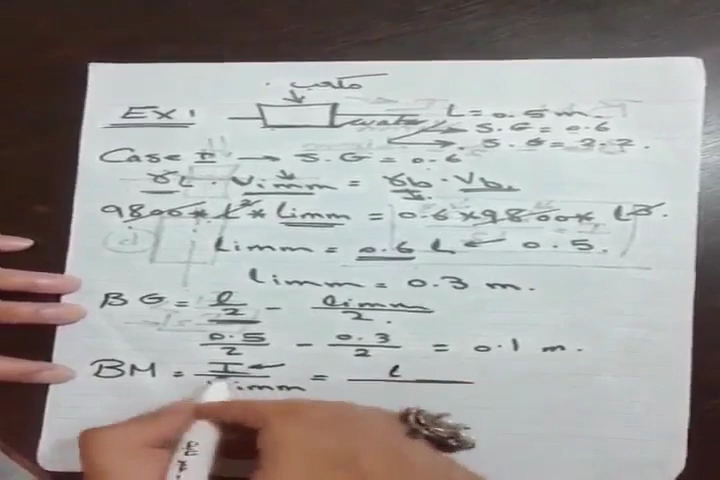 مكعب
EX1
water
L = 0.5 m.
S.G = 0.6
S.G = 2.2.
Case I → S.G = 0.6
γL . Vimm = γb . Vb.
9800 * L² * Limm = 0.6 * 9800 * L³.
Limm = 0.6 L ← 0.5.
Limm = 0.3 m.
BG = L/2 - Limm/2.
0.5/2 - 0.3/2 = 0.1 m.
BM = I/Vimm = L